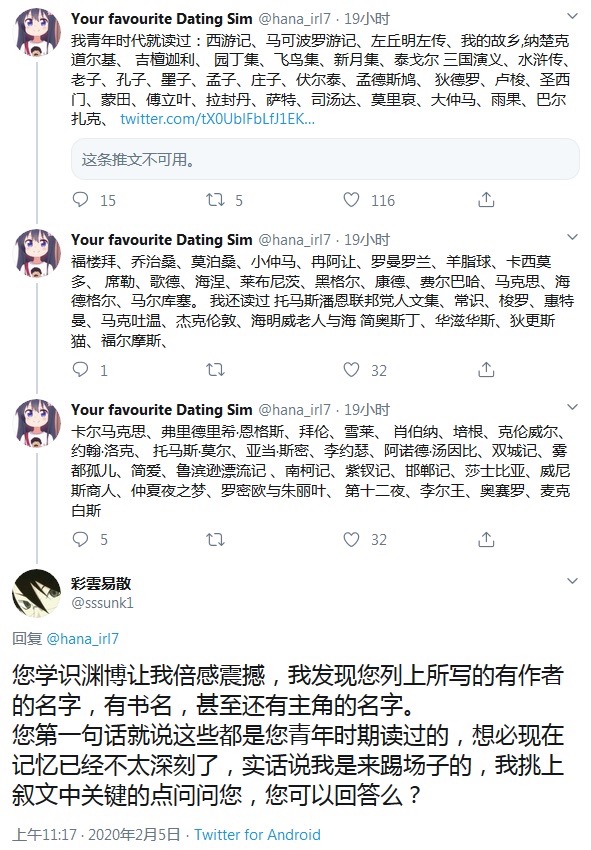 Your favourite Dating Sim @hana_irl7 · 19小时
我青年时代就读过：西游记、马可波罗游记、左丘明左传、我的故乡,纳楚克
道尔基、 吉檀迦利、 园丁集、飞鸟集、新月集、泰戈尔 三国演义、水浒传、
老子、孔子、墨子、孟子、庄子、伏尔泰、孟德斯鸠、 狄德罗、卢梭、圣西
门、蒙田、傅立叶、拉封丹、萨特、司汤达、莫里哀、大仲马、雨果、巴尔
扎克、 twitter.com/tX0UblFbLfJ1EK...
这条推文不可用。
15 5 116
Your favourite Dating Sim @hana_irl7 · 19小时
福楼拜、乔治桑、莫泊桑、小仲马、冉阿让、罗曼罗兰、羊脂球、卡西莫
多、 席勒、歌德、海涅、莱布尼茨、黑格尔、康德、费尔巴哈、马克思、海
德格尔、马尔库塞。 我还读过 托马斯潘恩联邦党人文集、常识、梭罗、惠特
曼、马克吐温、杰克伦敦、海明威老人与海 简奥斯丁、华滋华斯、狄更斯
猫、福尔摩斯、
1 32
Your favourite Dating Sim @hana_irl7 · 19小时
卡尔马克思、弗里德里希·恩格斯、拜伦、雪莱、 肖伯纳、培根、克伦威尔、
约翰·洛克、 托马斯·莫尔、亚当·斯密、李约瑟、阿诺德·汤因比、双城记、雾
都孤儿、简爱、鲁滨逊漂流记 、南柯记、紫钗记、邯郸记、莎士比亚、威尼
斯商人、仲夏夜之梦、罗密欧与朱丽叶、 第十二夜、李尔王、奥赛罗、麦克
白斯
5 32
彩雲易散
@sssunk1
回复 @hana_irl7
您学识渊博让我倍感震撼，我发现您列上所写的有作者
的名字，有书名，甚至还有主角的名字。
您第一句话就说这些都是您青年时期读过的，想必现在
记忆已经不太深刻了，实话说我是来踢场子的，我挑上
叙文中关键的点问问您，您可以回答么？
上午11:17 · 2020年2月5日 · Twitter for Android